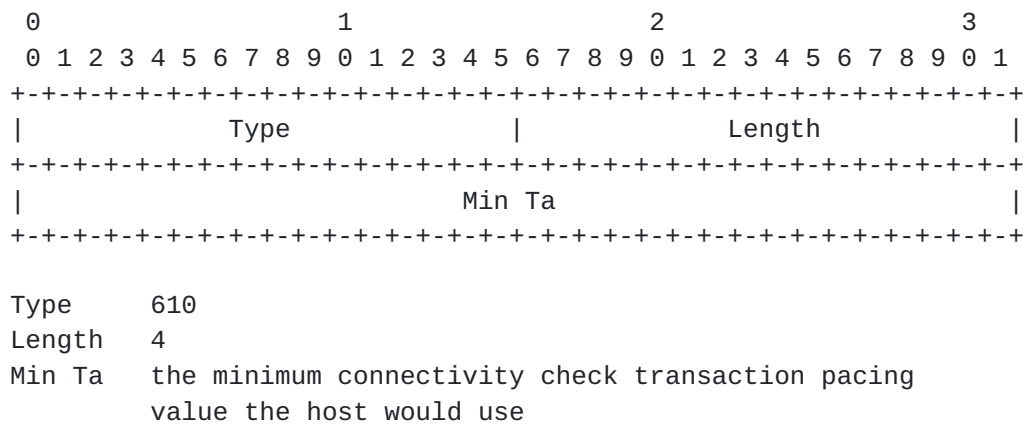 0                   1                   2                   3
 0 1 2 3 4 5 6 7 8 9 0 1 2 3 4 5 6 7 8 9 0 1 2 3 4 5 6 7 8 9 0 1
+-+-+-+-+-+-+-+-+-+-+-+-+-+-+-+-+-+-+-+-+-+-+-+-+-+-+-+-+-+-+-+-+
|             Type              |             Length            |
+-+-+-+-+-+-+-+-+-+-+-+-+-+-+-+-+-+-+-+-+-+-+-+-+-+-+-+-+-+-+-+-+
|                            Min Ta                             |
+-+-+-+-+-+-+-+-+-+-+-+-+-+-+-+-+-+-+-+-+-+-+-+-+-+-+-+-+-+-+-+-+

Type     610
Length   4
Min Ta   the minimum connectivity check transaction pacing
         value the host would use